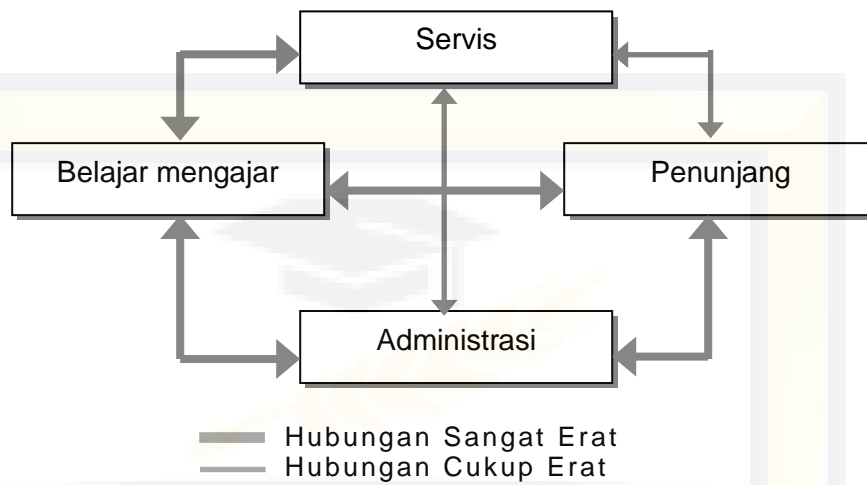 Servis
Belajar mengajar
Penunjang
Administrasi
Hubungan Sangat Erat
Hubungan Cukup Erat